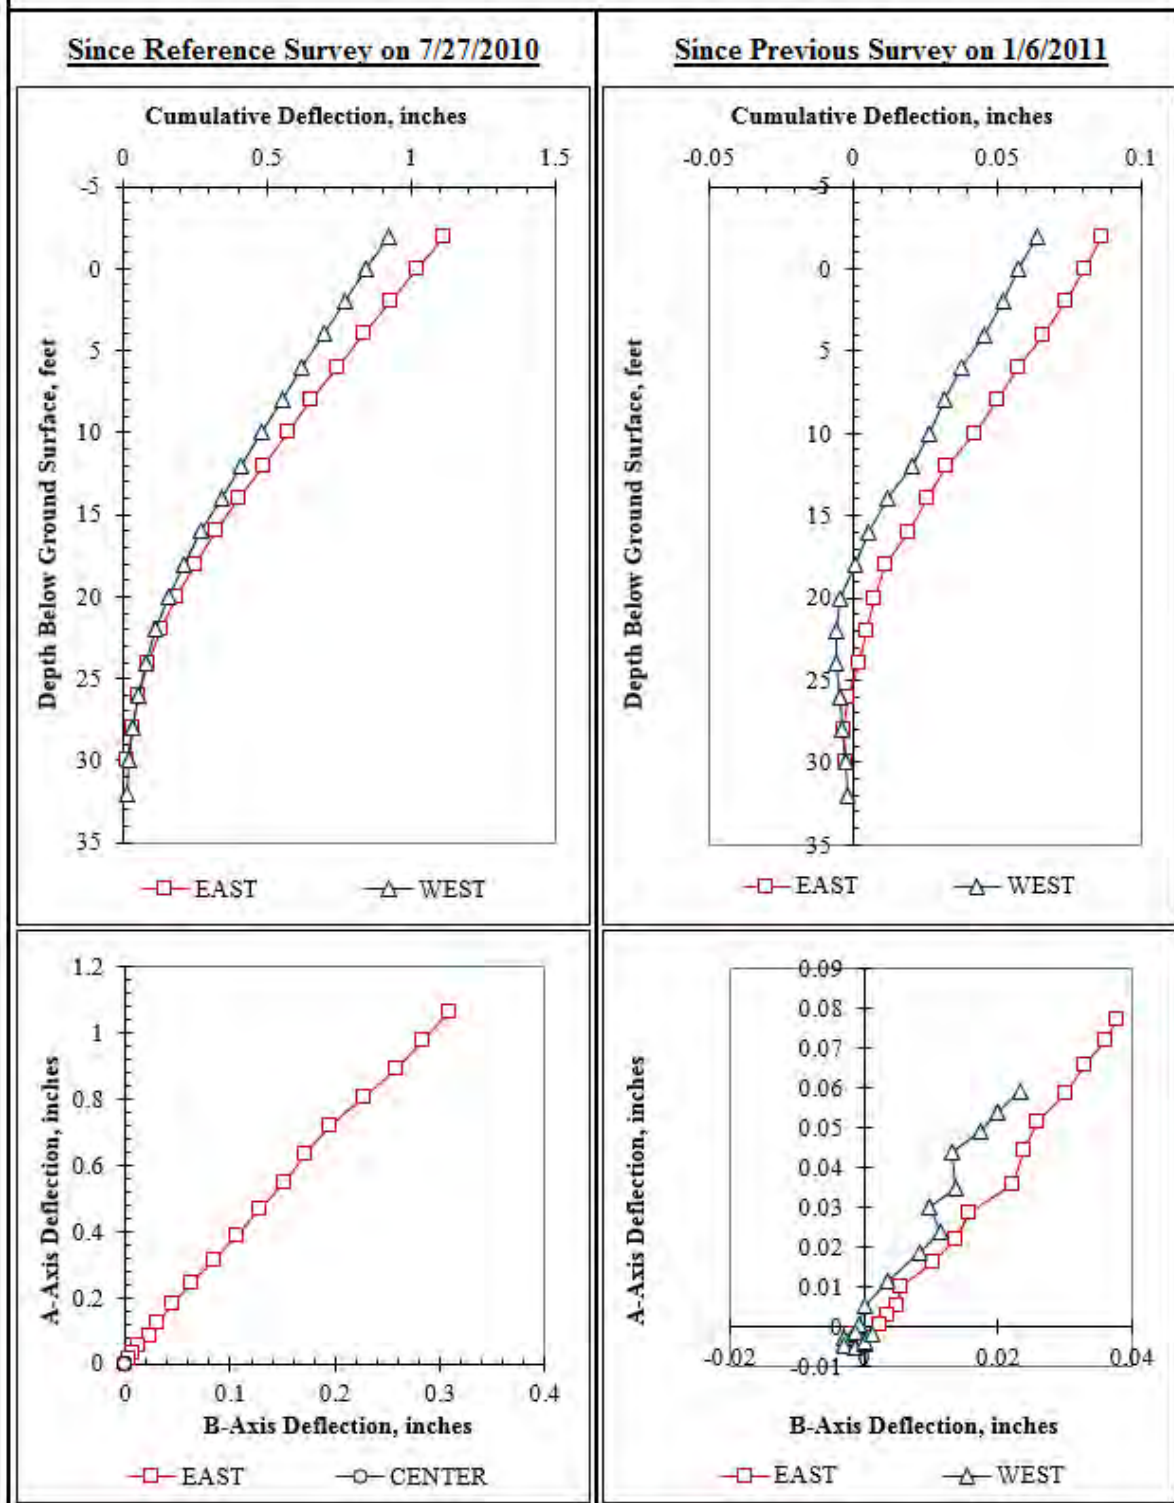 Since Reference Survey on 7/27/2010
Since Previous Survey on 1/6/2011
Cumulative Deflection, inches
0 0.5 1 1.5
-5
0
5
10
15
20
25
30
35
Depth Below Ground Surface, feet
EAST WEST
Cumulative Deflection, inches
-0.05 0 0.05 0.1
-5
0
5
10
15
20
25
30
35
Depth Below Ground Surface, feet
EAST WEST
1.2
1
0.8
0.6
0.4
0.2
0
A-Axis Deflection, inches
0 0.1 0.2 0.3 0.4
B-Axis Deflection, inches
EAST CENTER
0.09
0.08
0.07
0.06
0.05
0.04
0.03
0.02
0.01
0
-0.01
A-Axis Deflection, inches
-0.02 0 0.02 0.04
B-Axis Deflection, inches
EAST WEST